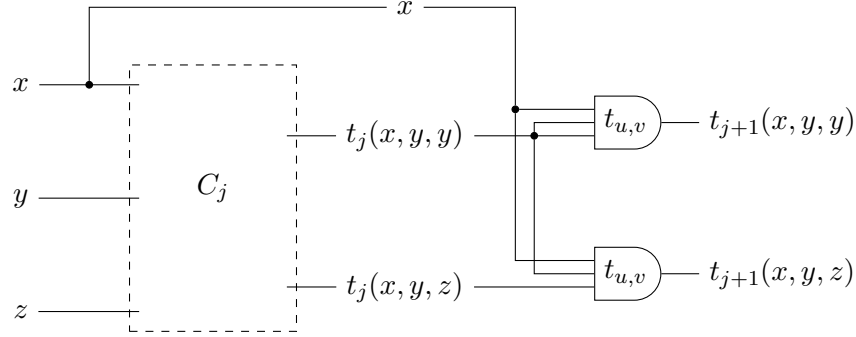 x
x
t_j(x, y, y)
t_{u,v}
t_{j+1}(x, y, y)
y
C_j
z
t_j(x, y, z)
t_{u,v}
t_{j+1}(x, y, z)